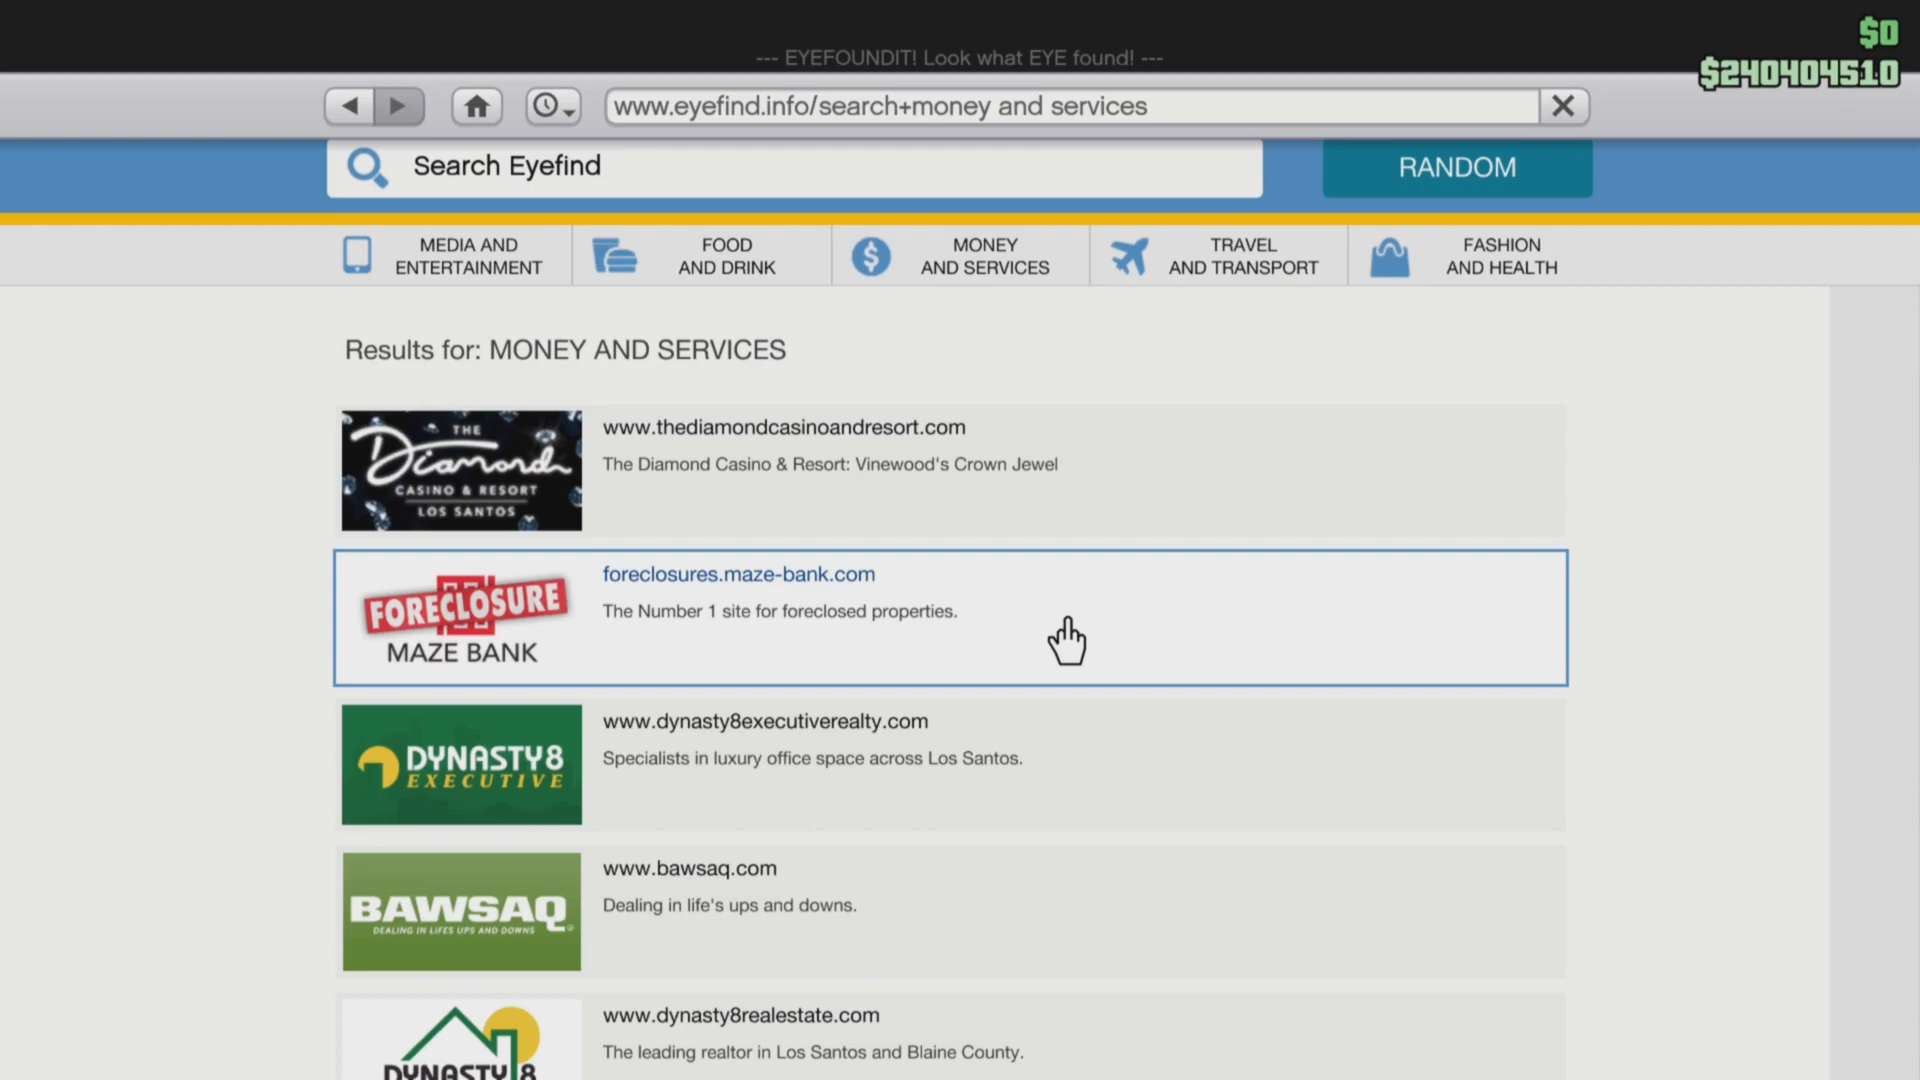 $0
--- EYEFOUNDIT! Look what EYE found! ---
$240404510
www.eyefind.info/search+money and services
Search Eyefind
RANDOM
MEDIA AND
ENTERTAINMENT
FOOD
AND DRINK
MONEY
AND SERVICES
TRAVEL
AND TRANSPORT
FASHION
AND HEALTH
Results for: MONEY AND SERVICES
THE
Diamond
CASINO & RESORT
LOS SANTOS
www.thediamondcasinoandresort.com
The Diamond Casino & Resort: Vinewood's Crown Jewel
FORECLOSURE
MAZE BANK
foreclosures.maze-bank.com
The Number 1 site for foreclosed properties.
DYNASTY8
EXECUTIVE
www.dynasty8executiverealty.com
Specialists in luxury office space across Los Santos.
BAWSAQ
DEALING IN LIFES UPS AND DOWNS
www.bawsaq.com
Dealing in life's ups and downs.
DYNASTY 8
www.dynasty8realestate.com
The leading realtor in Los Santos and Blaine County.